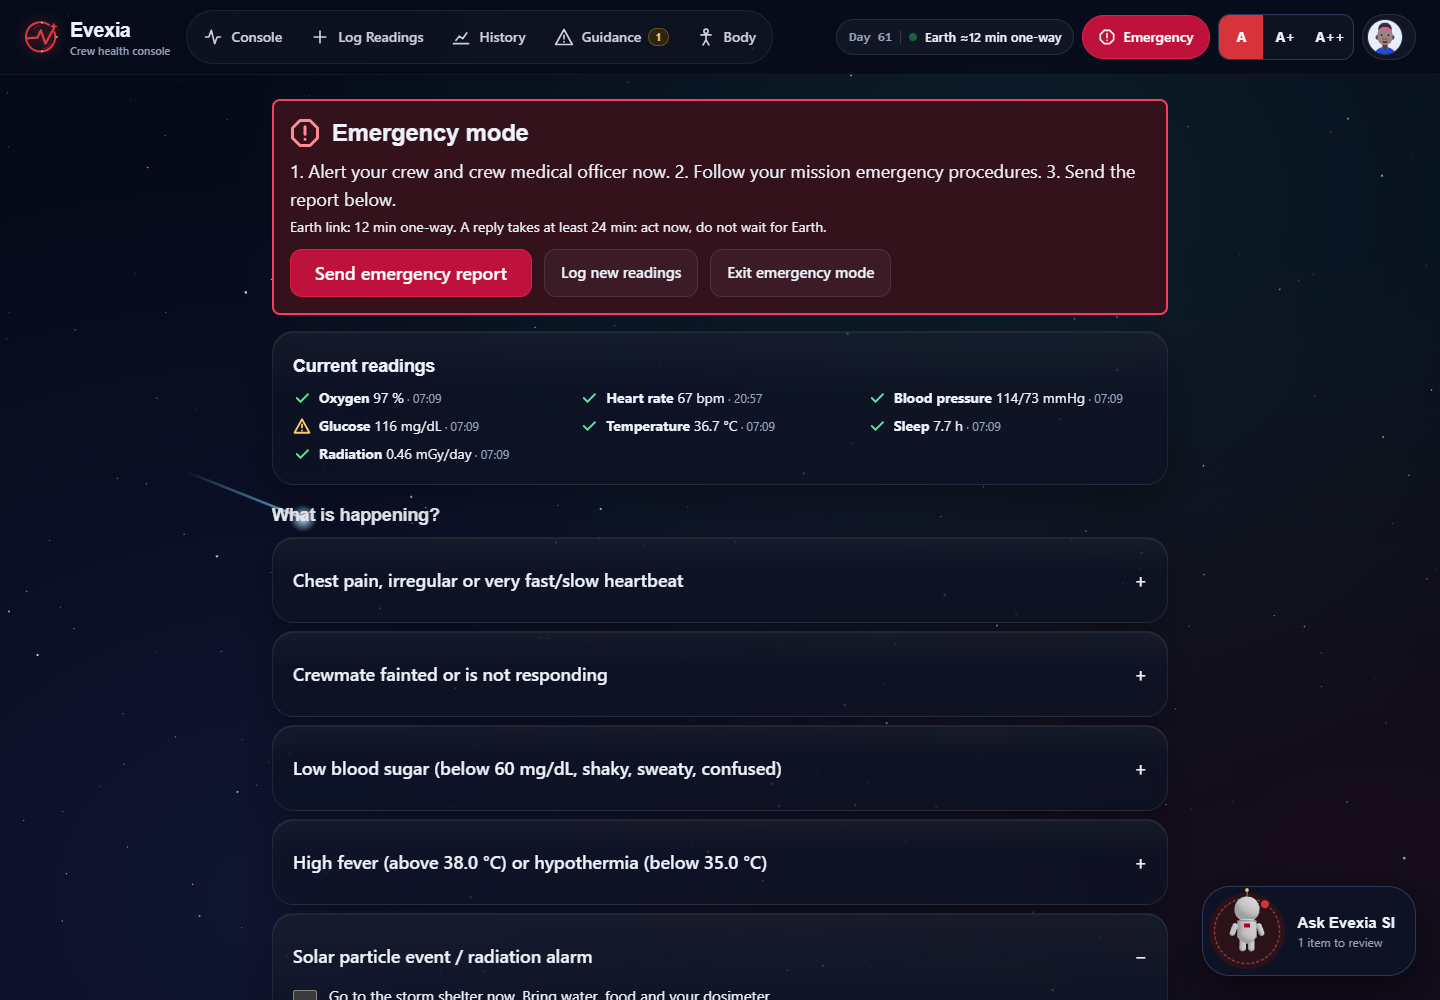 Evexia
Crew health console
Console
Log Readings
History
Guidance 1
Body
Day 61
Earth ≈12 min one-way
Emergency
A
A+
A++
Emergency mode
1. Alert your crew and crew medical officer now. 2. Follow your mission emergency procedures. 3. Send the
report below.
Earth link: 12 min one-way. A reply takes at least 24 min: act now, do not wait for Earth.
Send emergency report
Log new readings
Exit emergency mode
Current readings
Oxygen 97 % · 07:09
Heart rate 67 bpm · 20:57
Blood pressure 114/73 mmHg · 07:09
Glucose 116 mg/dL · 07:09
Temperature 36.7 °C · 07:09
Sleep 7.7 h · 07:09
Radiation 0.46 mGy/day · 07:09
What is happening?
Chest pain, irregular or very fast/slow heartbeat +
Crewmate fainted or is not responding +
Low blood sugar (below 60 mg/dL, shaky, sweaty, confused) +
High fever (above 38.0 °C) or hypothermia (below 35.0 °C) +
Solar particle event / radiation alarm −
Go to the storm shelter now. Bring water, food and your dosimeter.
Ask Evexia SI
1 item to review